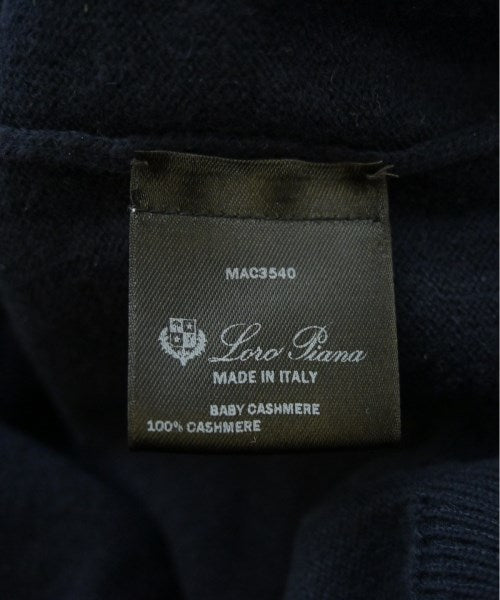 MAC3540
Loro Piana
MADE IN ITALY
BABY CASHMERE
100% CASHMERE